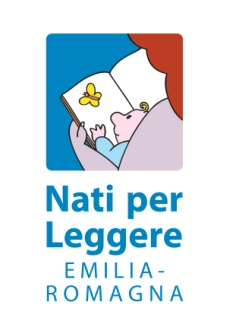 Nati per
Leggere
EMILIA-
ROMAGNA